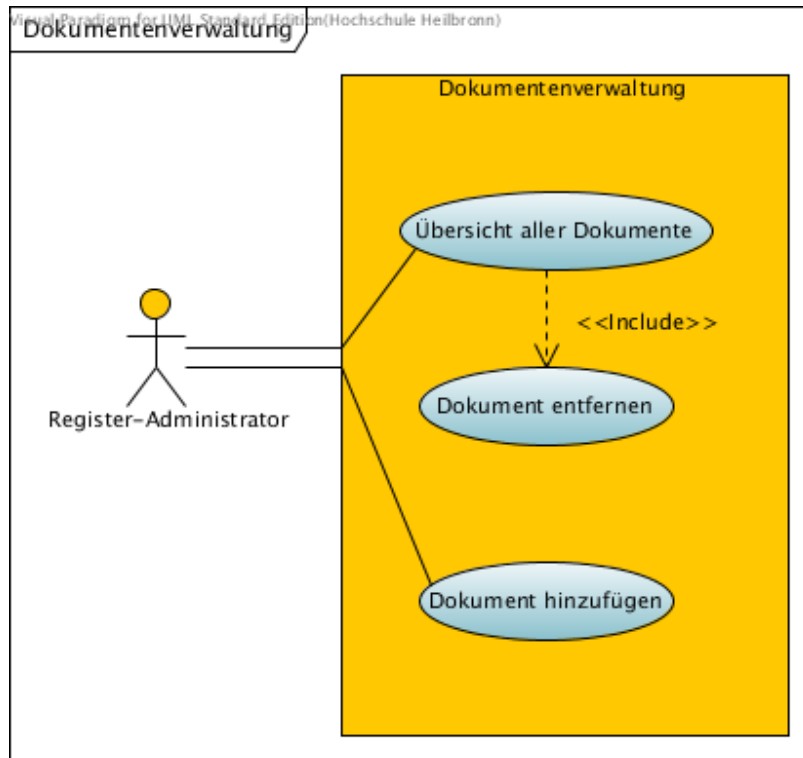 Visual Paradigm for UML Standard Edition(Hochschule Heilbronn)
Dokumentenverwaltung
Dokumentenverwaltung
Übersicht aller Dokumente
<<Include>>
Dokument entfernen
Register-Administrator
Dokument hinzufügen